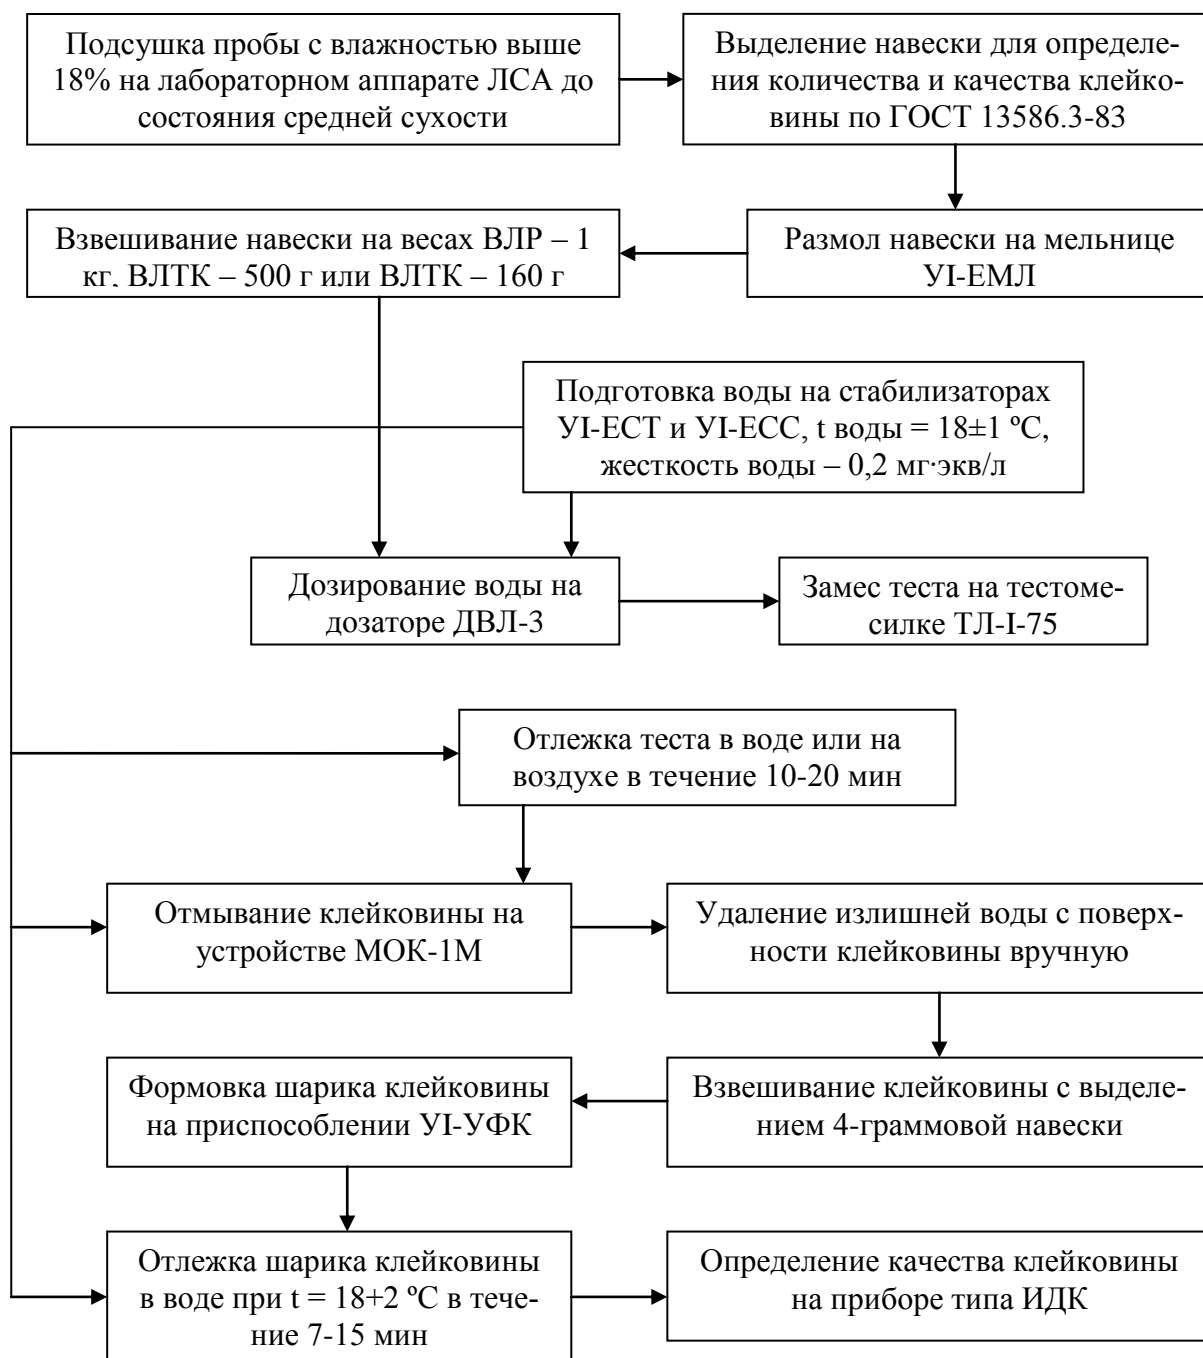 Подсушка пробы с влажностью выше
18% на лабораторном аппарате ЛСА до
состояния средней сухости
Выделение навески для определе-
ния количества и качества клейко-
вины по ГОСТ 13586.3-83
Взвешивание навески на весах ВЛР – 1
кг, ВЛТК – 500 г или ВЛТК – 160 г
Размол навески на мельнице
УI-ЕМЛ
Подготовка воды на стабилизаторах
УI-ЕСТ и УI-ЕСС, t воды = 18±1 ºС,
жесткость воды – 0,2 мг·экв/л
Дозирование воды на
дозаторе ДВЛ-3
Замес теста на тестоме-
силке ТЛ-I-75
Отлежка теста в воде или на
воздухе в течение 10-20 мин
Отмывание клейковины на
устройстве МОК-1М
Удаление излишней воды с поверх-
ности клейковины вручную
Формовка шарика клейковины
на приспособлении УI-УФК
Взвешивание клейковины с выделе-
нием 4-граммовой навески
Отлежка шарика клейковины
в воде при t = 18+2 ºС в тече-
ние 7-15 мин
Определение качества клейковины
на приборе типа ИДК